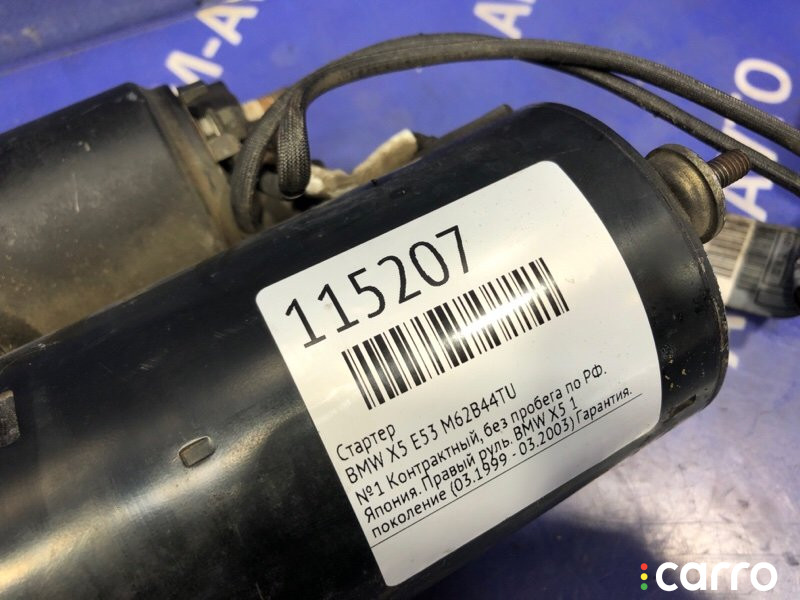 М-АВТО
115207
Стартер
BMW X5 E53 M62B44TU
№1 Контрактный, без пробега по РФ.
Япония. Правый руль. BMW X5 1
поколение (03.1999 - 03.2003) Гарантия.
carro